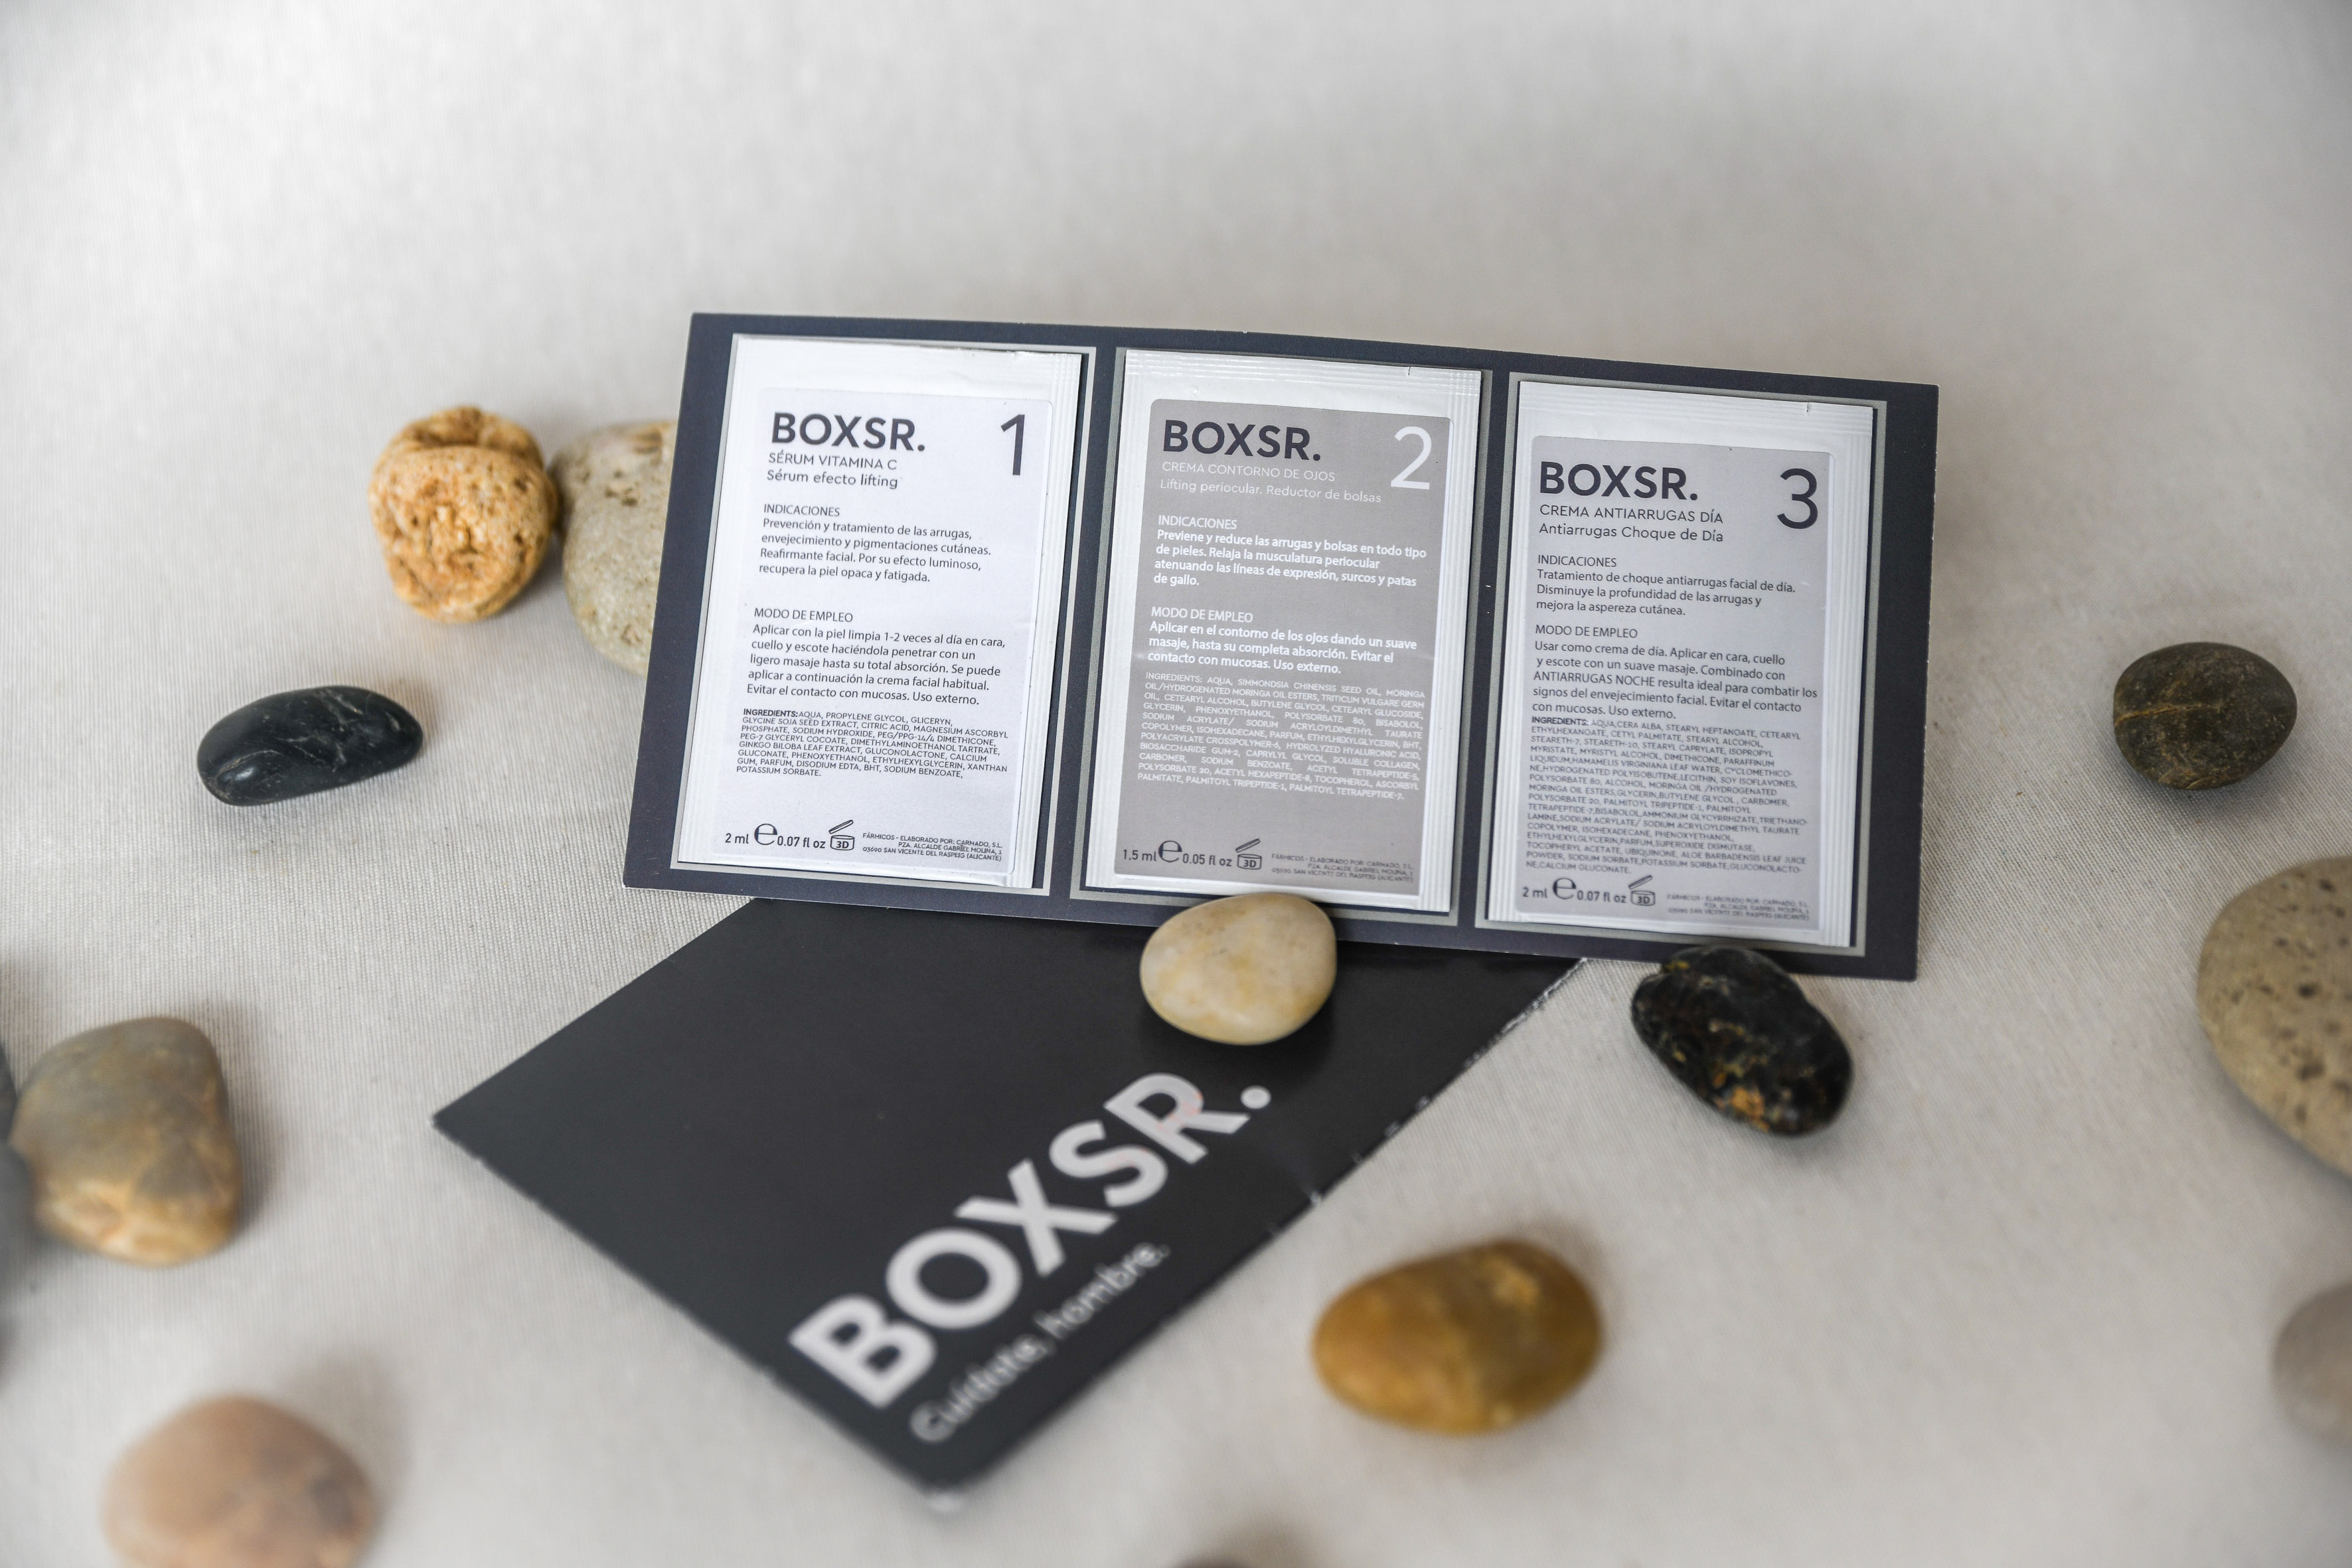 BOXSR. 1
SÉRUM VITAMINA C
Sérum efecto lifting
INDICACIONES
Prevención y tratamiento de las arrugas,
envejecimiento y pigmentaciones cutáneas.
Reafirmante facial. Por su efecto luminoso,
recupera la piel opaca y fatigada.
MODO DE EMPLEO
Aplicar con la piel limpia 1-2 veces al día en cara,
cuello y escote haciéndola penetrar con un
ligero masaje hasta su total absorción. Se puede
aplicar a continuación la crema facial habitual.
Evitar el contacto con mucosas. Uso externo.
INGREDIENTS:AQUA, PROPYLENE GLYCOL, GLICERYN,
GLYCINE SOJA SEED EXTRACT, CITRIC ACID, MAGNESIUM ASCORBYL
PHOSPHATE, SODIUM HYDROXIDE, PEG/PPG-14/4 DIMETHICONE,
PEG-7 GLYCERYL COCOATE, DIMETHYLAMINOETHANOL TARTRATE,
GINKGO BILOBA LEAF EXTRACT, GLUCONOLACTONE, CALCIUM
GLUCONATE, PHENOXYETHANOL, ETHYLHEXYLGLYCERIN, XANTHAN
GUM, PARFUM, DISODIUM EDTA, BHT, SODIUM BENZOATE,
POTASSIUM SORBATE.
2 ml e 0.07 fl oz 3D
FÁRMICOS - ELABORADO POR: CARMADO, S.L.
PZA. ALCALDE GABRIEL MOLINA, 1
03690 SAN VICENTE DEL RASPEIG (ALICANTE)
BOXSR. 2
CREMA CONTORNO DE OJOS
Lifting periocular. Reductor de bolsas
INDICACIONES
Previene y reduce las arrugas y bolsas en todo tipo
de pieles. Relaja la musculatura periocular
atenuando las líneas de expresión, surcos y patas
de gallo.
MODO DE EMPLEO
Aplicar en el contorno de los ojos dando un suave
masaje, hasta su completa absorción. Evitar el
contacto con mucosas. Uso externo.
INGREDIENTS: AQUA, SIMMONDSIA CHINENSIS SEED OIL, MORINGA
OIL/HYDROGENATED MORINGA OIL ESTERS, TRITICUM VULGARE GERM
OIL, CETEARYL ALCOHOL, BUTYLENE GLYCOL, CETEARYL GLUCOSIDE,
GLYCERIN, PHENOXYETHANOL, POLYSORBATE 80, BISABOLOL,
SODIUM ACRYLATE/ SODIUM ACRYLOYLDIMETHYL TAURATE
COPOLYMER, ISOHEXADECANE, PARFUM, ETHYLHEXYLGLYCERIN, BHT,
POLYACRYLATE CROSSPOLYMER-6, HYDROLYZED HYALURONIC ACID,
BIOSACCHARIDE GUM-2, CAPRYLYL GLYCOL, SOLUBLE COLLAGEN,
CARBOMER, SODIUM BENZOATE, ACETYL TETRAPEPTIDE-5,
POLYSORBATE 20, ACETYL HEXAPEPTIDE-8, TOCOPHEROL, ASCORBYL
PALMITATE, PALMITOYL TRIPEPTIDE-1, PALMITOYL TETRAPEPTIDE-7.
1.5 ml e 0.05 fl oz 3D
FÁRMICOS - ELABORADO POR: CARMADO, S.L.
PZA. ALCALDE GABRIEL MOLINA, 1
03690 SAN VICENTE DEL RASPEIG (ALICANTE)
BOXSR. 3
CREMA ANTIARRUGAS DÍA
Antiarrugas Choque de Día
INDICACIONES
Tratamiento de choque antiarrugas facial de día.
Disminuye la profundidad de las arrugas y
mejora la aspereza cutánea.
MODO DE EMPLEO
Usar como crema de día. Aplicar en cara, cuello
y escote con un suave masaje. Combinado con
ANTIARRUGAS NOCHE resulta ideal para combatir los
signos del envejecimiento facial. Evitar el contacto
con mucosas. Uso externo.
INGREDIENTS: AQUA,CERA ALBA, STEARYL HEPTANOATE, CETEARYL
ETHYLHEXANOATE, CETYL PALMITATE, STEARYL ALCOHOL,
STEARETH-7, STEARETH-10, STEARYL CAPRYLATE, ISOPROPYL
MYRISTATE, MYRISTYL ALCOHOL, DIMETHICONE, PARAFFINUM
LIQUIDUM,HAMAMELIS VIRGINIANA LEAF WATER, CYCLOMETHICO-
NE,HYDROGENATED POLYISOBUTENE,LECITHIN, SOY ISOFLAVONES,
POLYSORBATE 80, ALCOHOL, MORINGA OIL /HYDROGENATED
MORINGA OIL ESTERS,GLYCERIN,BUTYLENE GLYCOL , CARBOMER,
POLYSORBATE 20, PALMITOYL TRIPEPTIDE-1, PALMITOYL
TETRAPEPTIDE-7,BISABOLOL,AMMONIUM GLYCYRRHIZATE,TRIETHANO-
LAMINE,SODIUM ACRYLATE/ SODIUM ACRYLOYLDIMETHYL TAURATE
COPOLYMER, ISOHEXADECANE, PHENOXYETHANOL,
ETHYLHEXYLGLYCERIN,PARFUM,SUPEROXIDE DISMUTASE,
TOCOPHERYL ACETATE, UBIQUINONE, ALOE BARBADENSIS LEAF JUICE
POWDER, SODIUM SORBATE,POTASSIUM SORBATE,GLUCONOLACTO-
NE,CALCIUM GLUCONATE.
2 ml e 0.07 fl oz 3D
FÁRMICOS - ELABORADO POR: CARMADO, S.L.
PZA. ALCALDE GABRIEL MOLINA, 1
03690 SAN VICENTE DEL RASPEIG (ALICANTE)
BOXSR.
Cuídate, hombre.